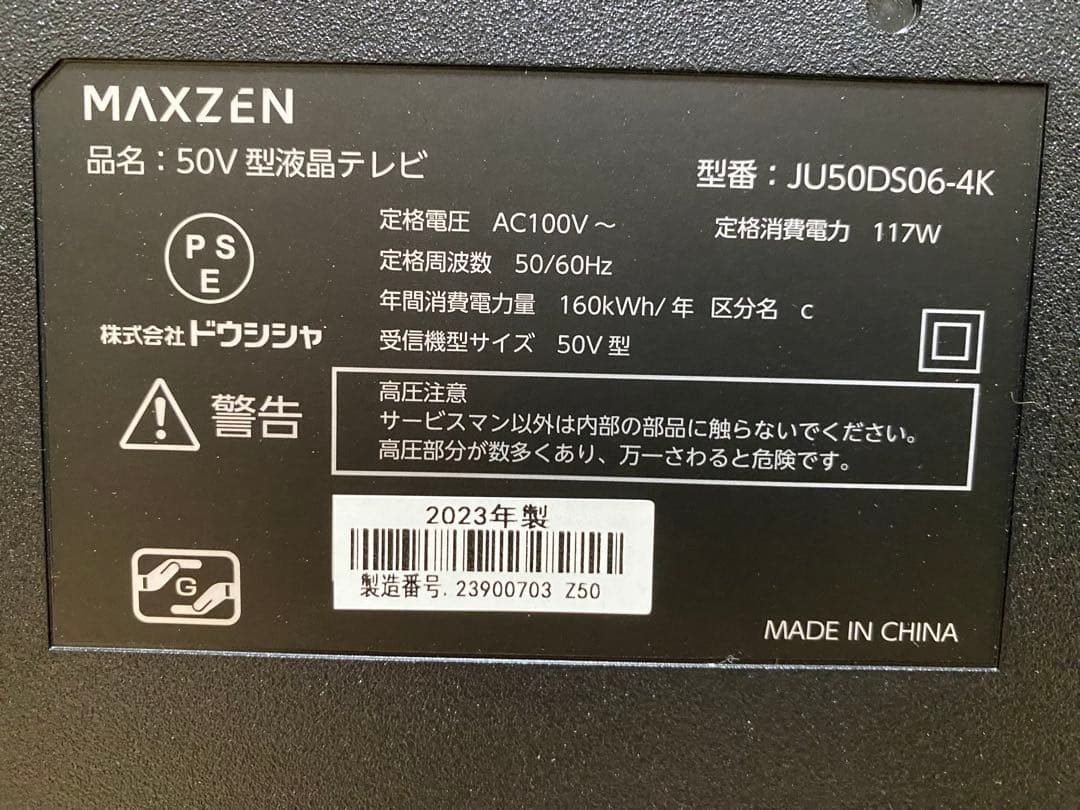 MAXZEN
品名：50V 型液晶テレビ
型番：JU50DS06-4K
PSE
株式会社ドウシシャ
定格電圧 AC100V～ 定格消費電力 117W
定格周波数 50/60Hz
年間消費電力量 160kWh/年 区分名 c
受信機型サイズ 50V型
警告
高圧注意
サービスマン以外は内部の部品に触らないでください。
高圧部分が数多くあり、万一さわると危険です。
2023年製
製造番号. 23900703 Z50
G
MADE IN CHINA